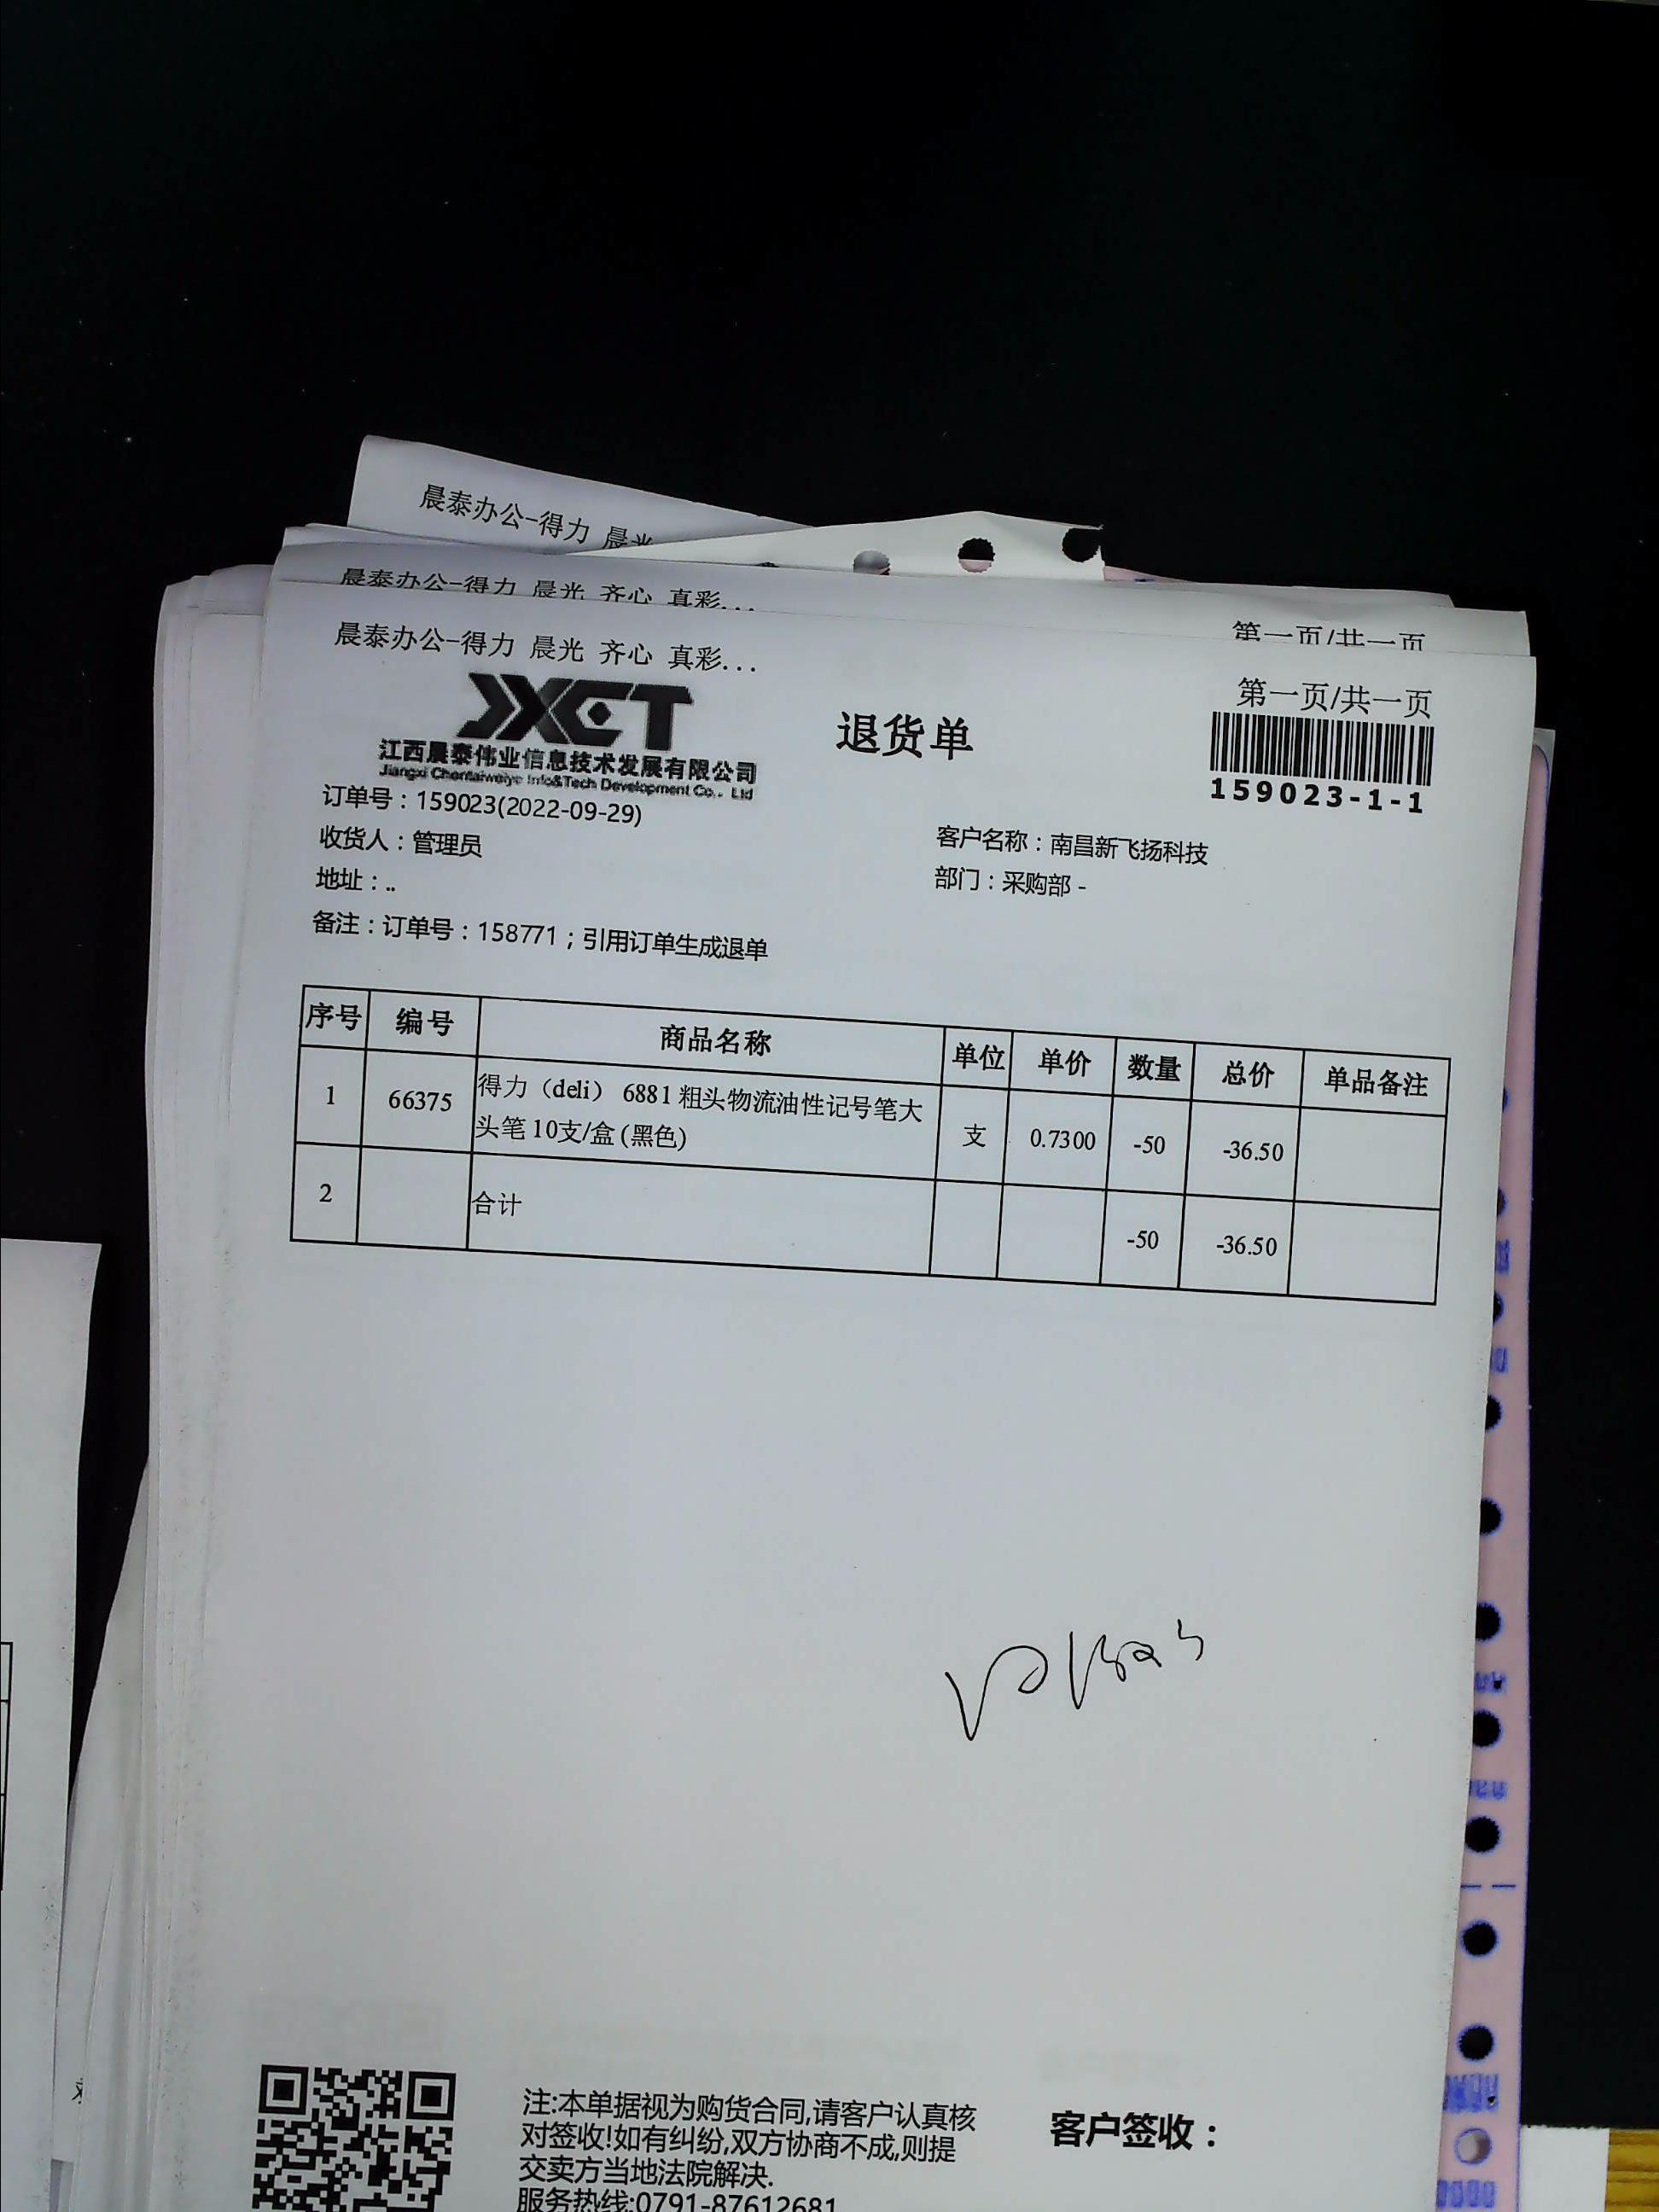 晨泰办公-得力 晨光
晨泰办公-得力 晨光 齐心 真彩...
第一页/共一页
晨泰办公-得力 晨光 齐心 真彩...
第一页/共一页
JXCT
江西晨泰伟业信息技术发展有限公司
Jiangxi Chentaiweiye Info&Tech Development Co., Ltd
退货单
159023-1-1
订单号：159023(2022-09-29)
收货人：管理员
客户名称：南昌新飞扬科技
地址：..
部门：采购部 -
备注：订单号：158771；引用订单生成退单
序号 编号 商品名称 单位 单价 数量 总价 单品备注
1 66375 得力（deli） 6881 粗头物流油性记号笔大
头笔 10支/盒 (黑色) 支 0.7300 -50 -36.50
2 合计 -50 -36.50
注:本单据视为购货合同,请客户认真核
对签收!如有纠纷,双方协商不成,则提
交卖方当地法院解决.
服务热线:0791-87612681
客户签收：